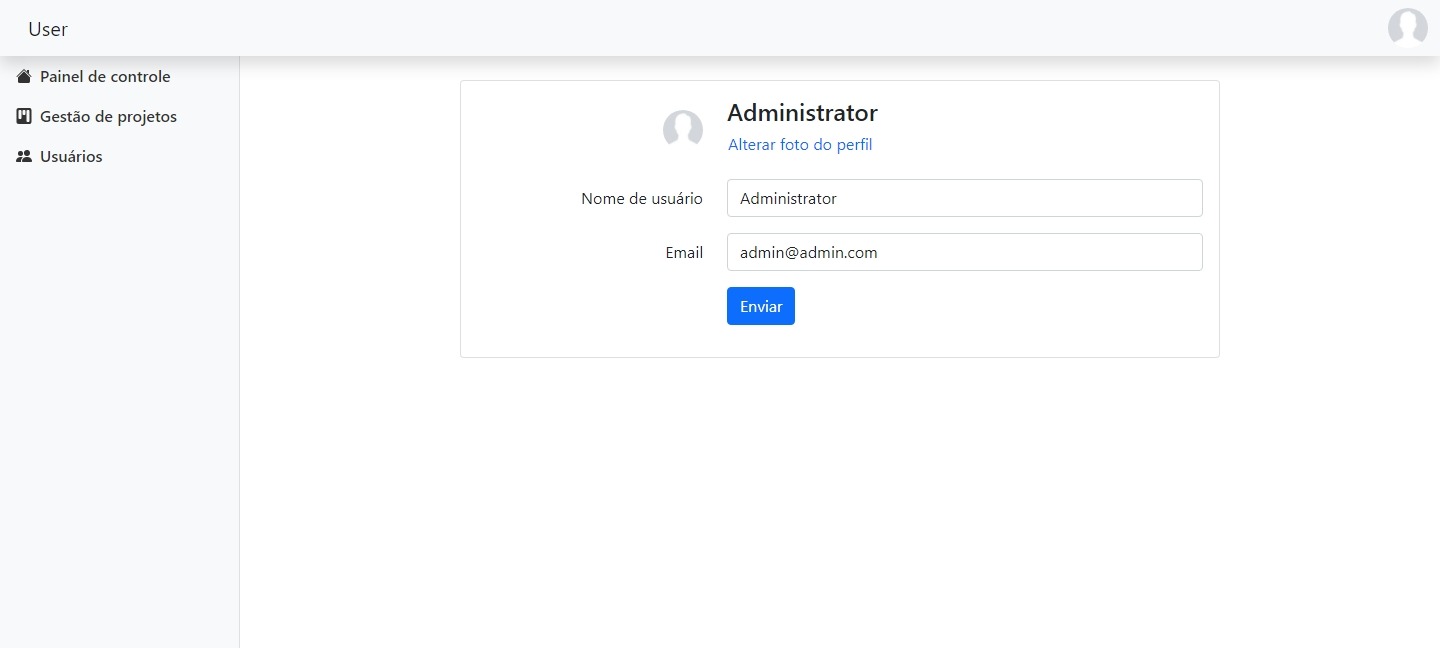 User
Painel de controle
Gestão de projetos
Usuários
Administrator
Alterar foto do perfil
Nome de usuário Administrator
Email admin@admin.com
Enviar